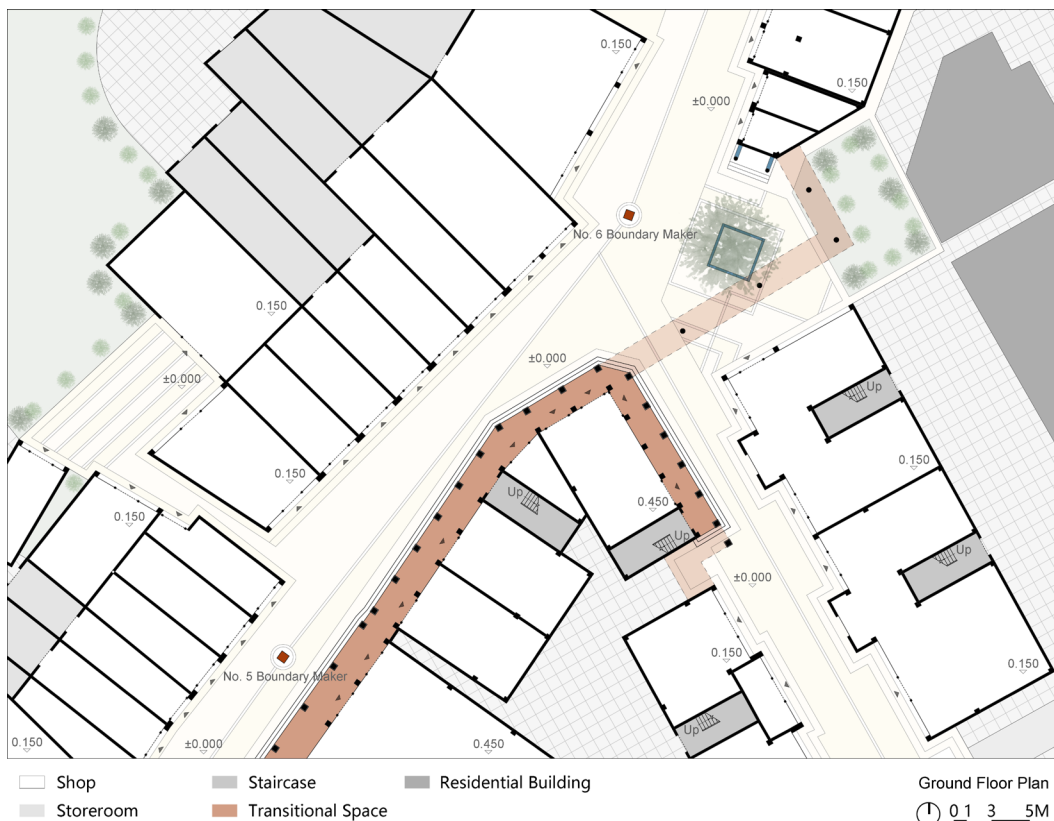 0.150
±0.000
0.150
No. 6 Boundary Maker
0.150
±0.000
±0.000
Up
0.150
0.150
Up
0.450
0.150
Up
Up
±0.000
0.150
0.150
No. 5 Boundary Maker
Up
0.150
±0.000
0.450
Shop
Staircase
Residential Building
Ground Floor Plan
Storeroom
Transitional Space
0 1 3 5M